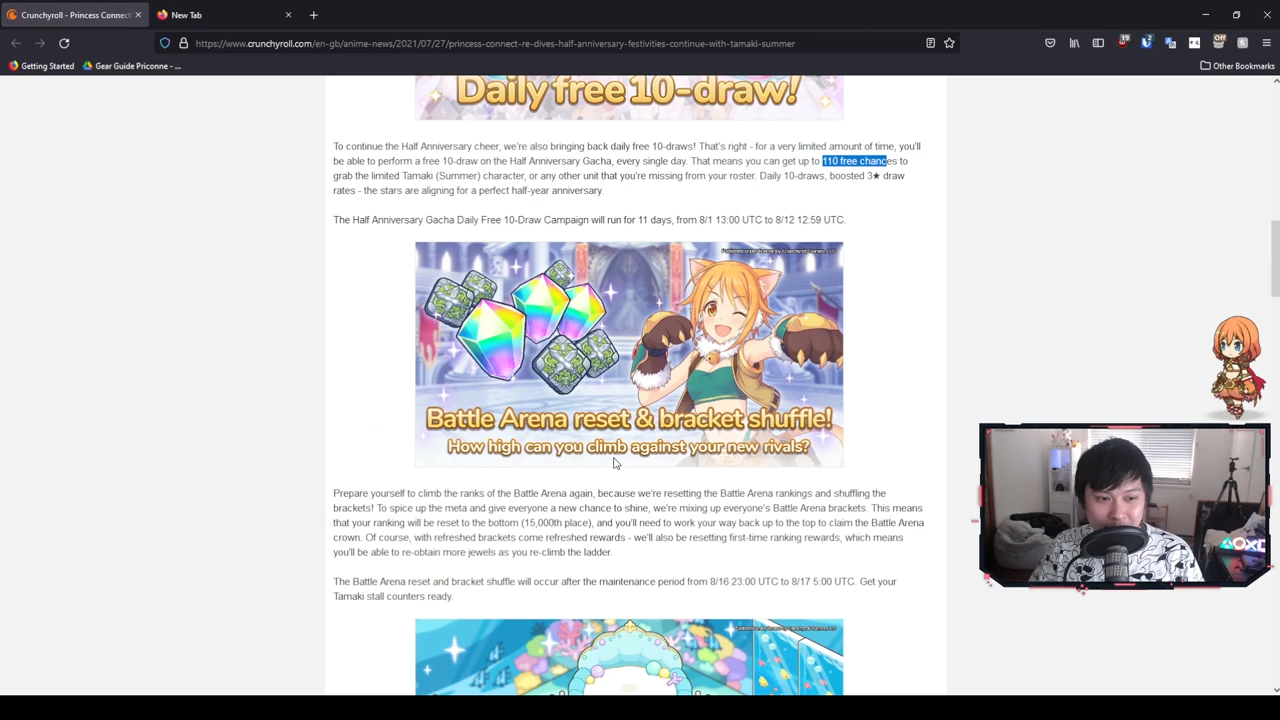 Crunchyroll - Princess Connect
New Tab
https://www.crunchyroll.com/en-gb/anime-news/2021/07/27/princess-connect-re-dives-half-anniversary-festivities-continue-with-tamaki-summer
19
Off
Getting Started
Gear Guide Priconne - ...
Other Bookmarks
Daily free 10-draw!
To continue the Half Anniversary cheer, we're also bringing back daily free 10-draws! That's right - for a very limited amount of time, you'll
be able to perform a free 10-draw on the Half Anniversary Gacha, every single day. That means you can get up to 110 free chances to
grab the limited Tamaki (Summer) character, or any other unit that you're missing from your roster. Daily 10-draws, boosted 3★ draw
rates - the stars are aligning for a perfect half-year anniversary.
The Half Anniversary Gacha Daily Free 10-Draw Campaign will run for 11 days, from 8/1 13:00 UTC to 8/12 12:59 UTC.
Battle Arena reset & bracket shuffle!
How high can you climb against your new rivals?
Prepare yourself to climb the ranks of the Battle Arena again, because we're resetting the Battle Arena rankings and shuffling the
brackets! To spice up the meta and give everyone a new chance to shine, we're mixing up everyone's Battle Arena brackets. This means
that your ranking will be reset to the bottom (15,000th place), and you'll need to work your way back up to the top to claim the Battle Arena
crown. Of course, with refreshed brackets come refreshed rewards - we'll also be resetting first-time ranking rewards, which means
you'll be able to re-obtain more jewels as you re-climb the ladder.
The Battle Arena reset and bracket shuffle will occur after the maintenance period from 8/16 23:00 UTC to 8/17 5:00 UTC. Get your
Tamaki stall counters ready.